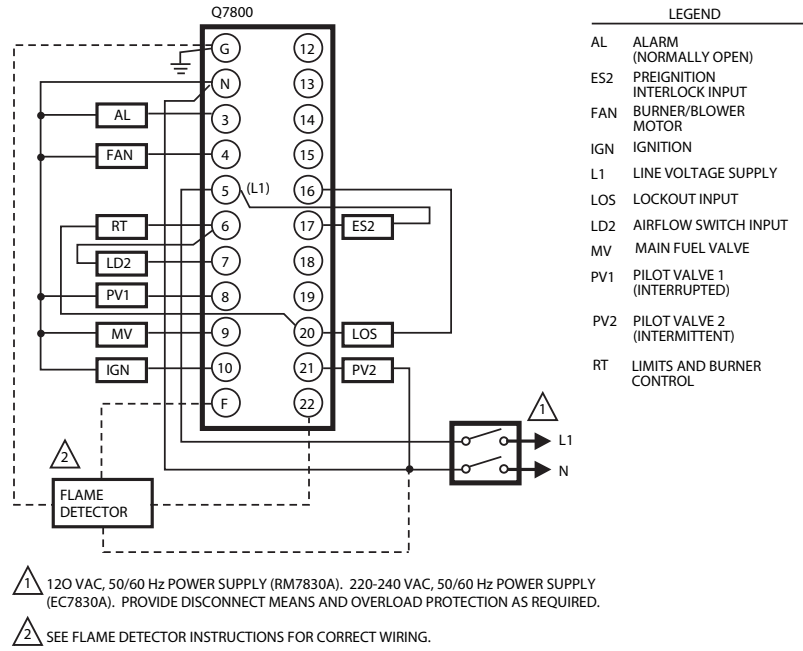 Q7800
G
12
N
13
AL
3
14
FAN
4
15
5
(L1)
16
RT
6
17
ES2
LD2
7
18
PV1
8
19
MV
9
20
LOS
IGN
10
21
PV2
F
22
1
L1
N
2
FLAME
DETECTOR
LEGEND
AL ALARM
(NORMALLY OPEN)
ES2 PREIGNITION
INTERLOCK INPUT
FAN BURNER/BLOWER
MOTOR
IGN IGNITION
L1 LINE VOLTAGE SUPPLY
LOS LOCKOUT INPUT
LD2 AIRFLOW SWITCH INPUT
MV MAIN FUEL VALVE
PV1 PILOT VALVE 1
(INTERRUPTED)
PV2 PILOT VALVE 2
(INTERMITTENT)
RT LIMITS AND BURNER
CONTROL
1 12O VAC, 50/60 Hz POWER SUPPLY (RM7830A). 220-240 VAC, 50/60 Hz POWER SUPPLY
(EC7830A). PROVIDE DISCONNECT MEANS AND OVERLOAD PROTECTION AS REQUIRED.
2 SEE FLAME DETECTOR INSTRUCTIONS FOR CORRECT WIRING.